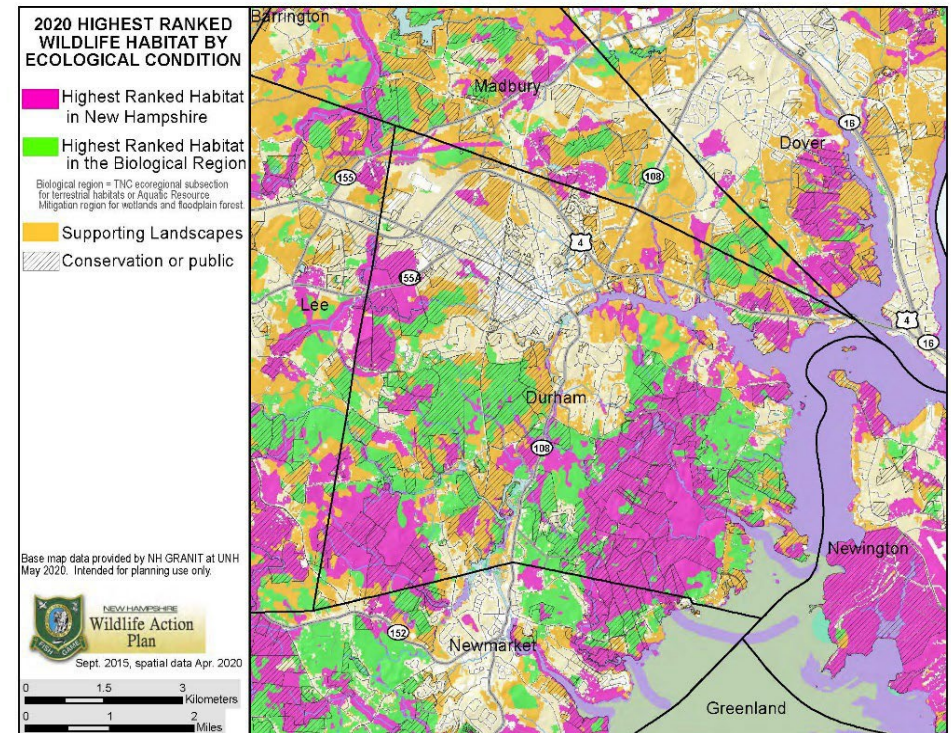 2020 HIGHEST RANKED
WILDLIFE HABITAT BY
ECOLOGICAL CONDITION
Highest Ranked Habitat
in New Hampshire
Highest Ranked Habitat
in the Biological Region
Biological region = TNC ecoregional subsection
for terrestrial habitats or Aquatic Resource
Mitigation region for wetlands and floodplain forest.
Supporting Landscapes
Conservation or public
Base map data provided by NH GRANIT at UNH
May 2020. Intended for planning use only.
NEW HAMPSHIRE
Wildlife Action
Plan
FISH GAME
Sept. 2015, spatial data Apr. 2020
0 1.5 3
Kilometers
0 1 2
Miles
Barrington
Madbury
16
Dover
155
108
4
155A
Lee
4
16
Durham
108
Newington
152
Newmarket
Greenland